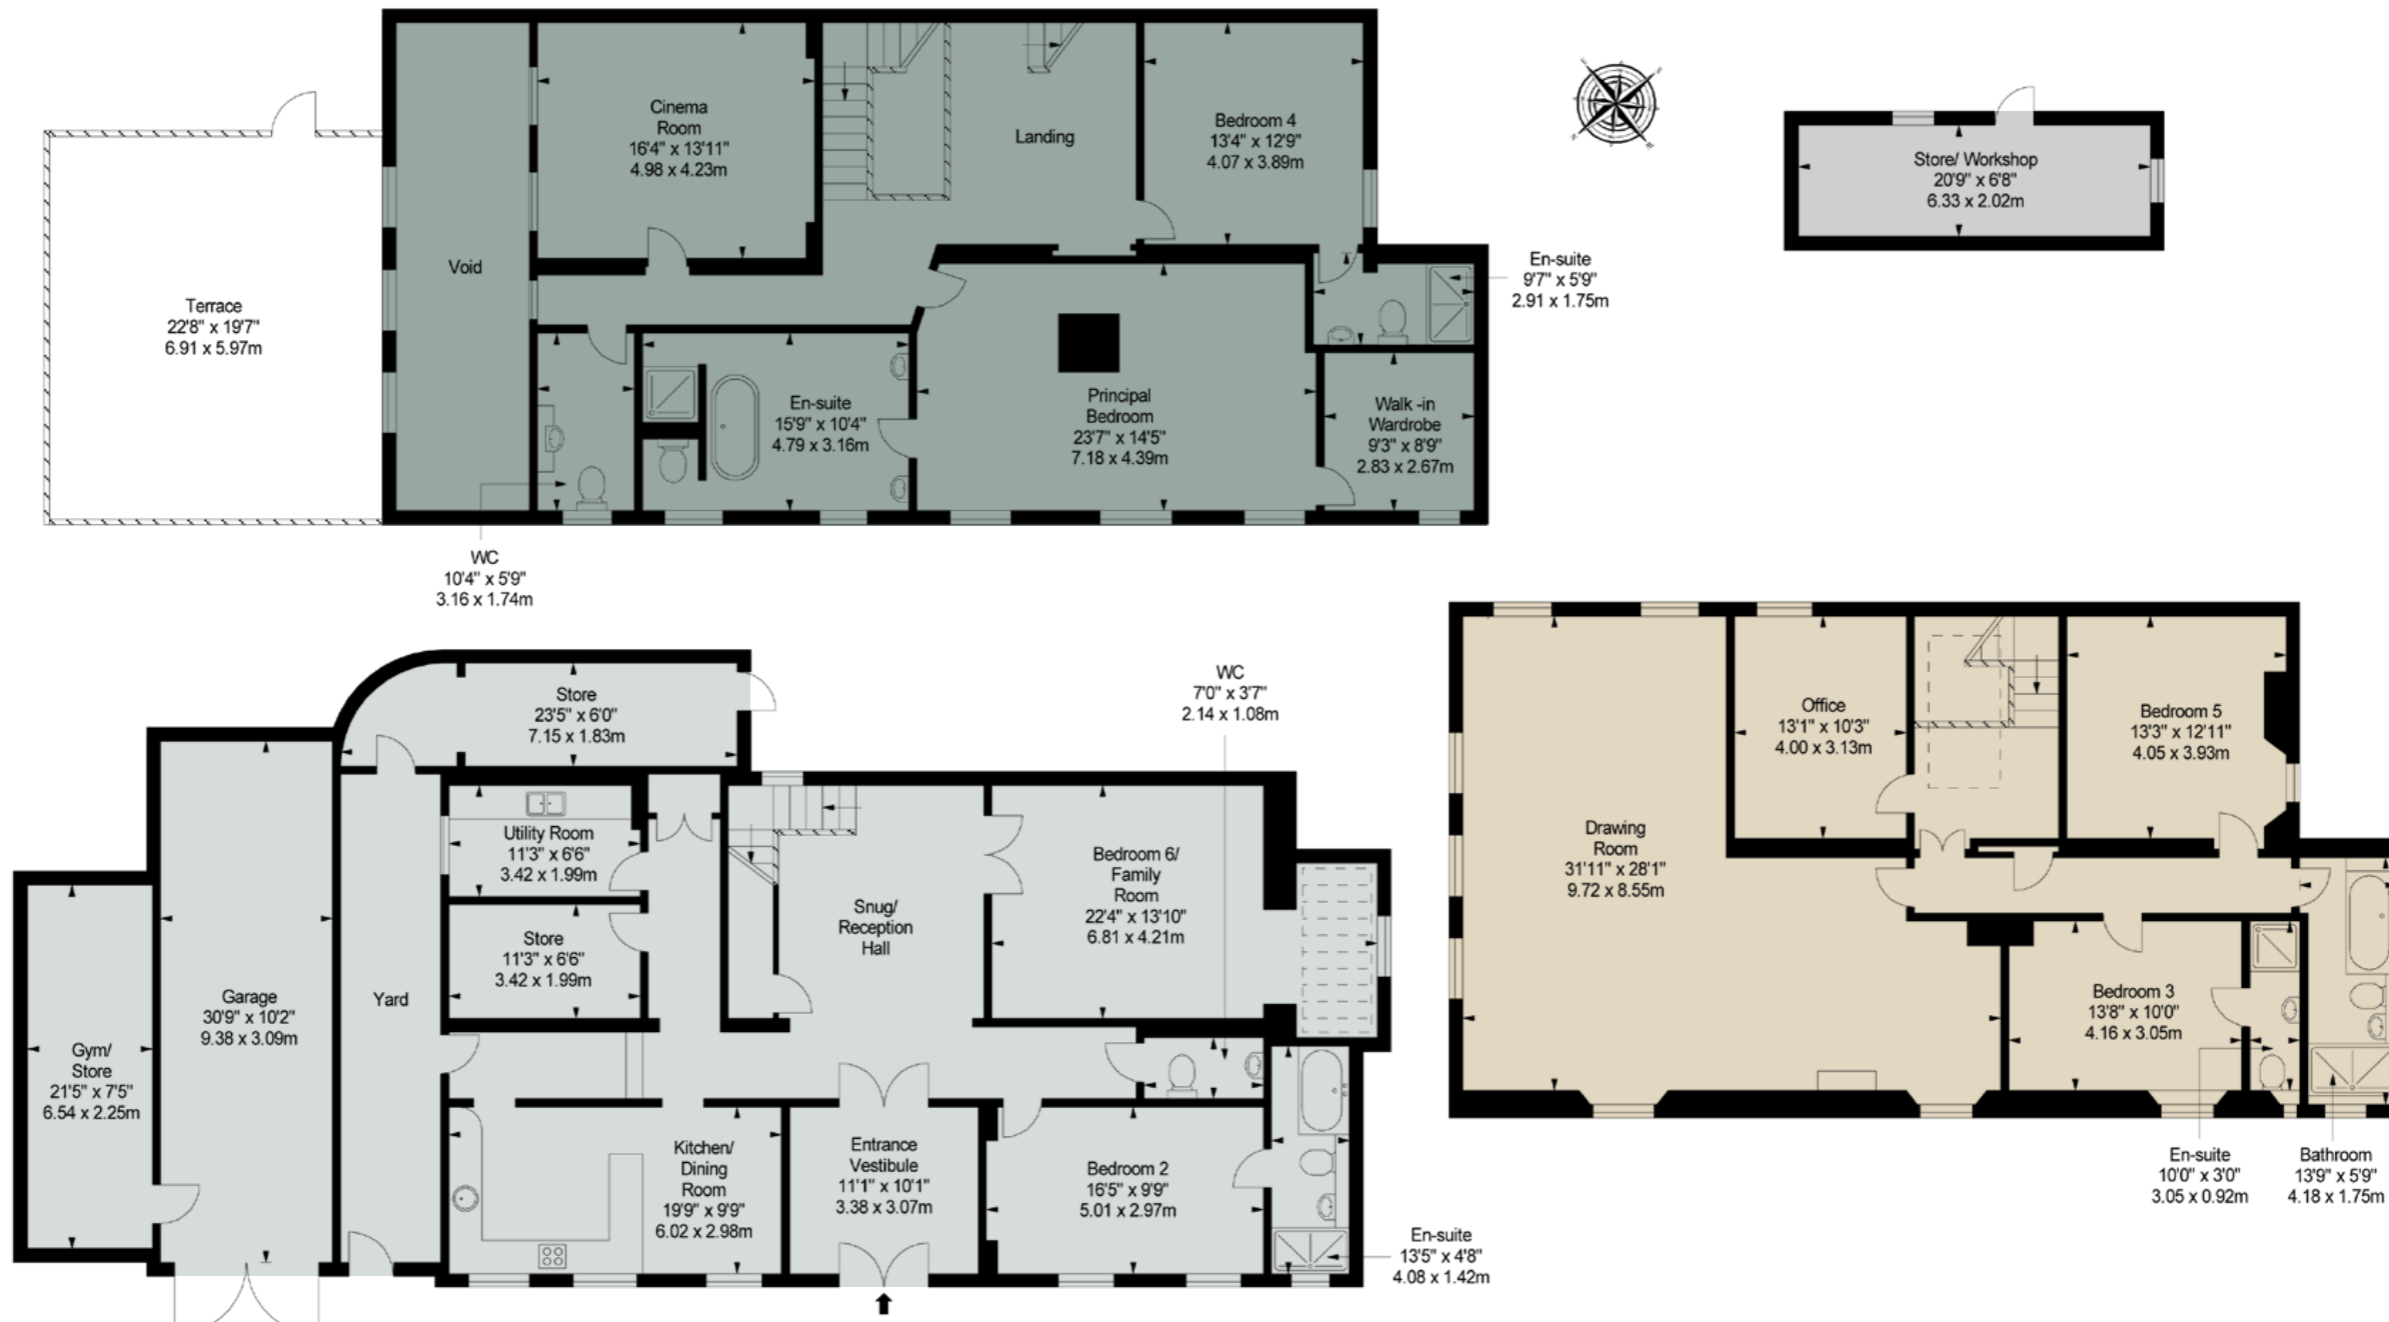 Cinema
Room
16'4" x 13'11"
4.98 x 4.23m
Landing
Bedroom 4
13'4" x 12'9"
4.07 x 3.89m
Store/ Workshop
20'9" x 6'8"
6.33 x 2.02m
Void
En-suite
9'7" x 5'9"
2.91 x 1.75m
Terrace
22'8" x 19'7"
6.91 x 5.97m
En-suite
15'9" x 10'4"
4.79 x 3.16m
Principal
Bedroom
23'7" x 14'5"
7.18 x 4.39m
Walk -in
Wardrobe
9'3" x 8'9"
2.83 x 2.67m
WC
10'4" x 5'9"
3.16 x 1.74m
Store
23'5" x 6'0"
7.15 x 1.83m
WC
7'0" x 3'7"
2.14 x 1.08m
Utility Room
11'3" x 6'6"
3.42 x 1.99m
Store
11'3" x 6'6"
3.42 x 1.99m
Snug/
Reception
Hall
Bedroom 6/
Family
Room
22'4" x 13'10"
6.81 x 4.21m
Garage
30'9" x 10'2"
9.38 x 3.09m
Yard
Gym/
Store
21'5" x 7'5"
6.54 x 2.25m
Kitchen/
Dining
Room
19'9" x 9'9"
6.02 x 2.98m
Entrance
Vestibule
11'1" x 10'1"
3.38 x 3.07m
Bedroom 2
16'5" x 9'9"
5.01 x 2.97m
En-suite
13'5" x 4'8"
4.08 x 1.42m
Office
13'1" x 10'3"
4.00 x 3.13m
Bedroom 5
13'3" x 12'11"
4.05 x 3.93m
Drawing
Room
31'11" x 28'1"
9.72 x 8.55m
Bedroom 3
13'8" x 10'0"
4.16 x 3.05m
En-suite
10'0" x 3'0"
3.05 x 0.92m
Bathroom
13'9" x 5'9"
4.18 x 1.75m